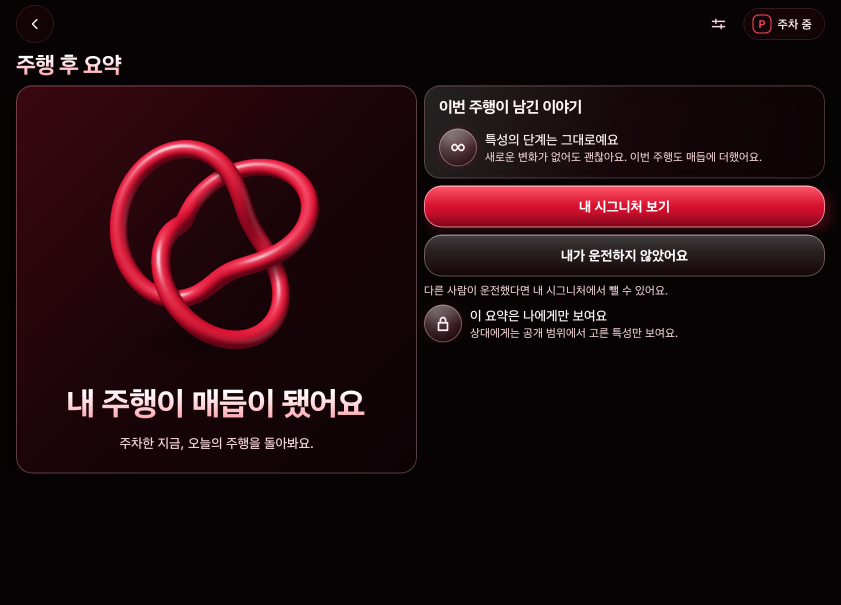 P 주차 중
주행 후 요약
내 주행이 매듭이 됐어요
주차한 지금, 오늘의 주행을 돌아봐요.
이번 주행이 남긴 이야기
특성의 단계는 그대로예요
새로운 변화가 없어도 괜찮아요. 이번 주행도 매듭에 더했어요.
내 시그니처 보기
내가 운전하지 않았어요
다른 사람이 운전했다면 내 시그니처에서 뺄 수 있어요.
이 요약은 나에게만 보여요
상대에게는 공개 범위에서 고른 특성만 보여요.